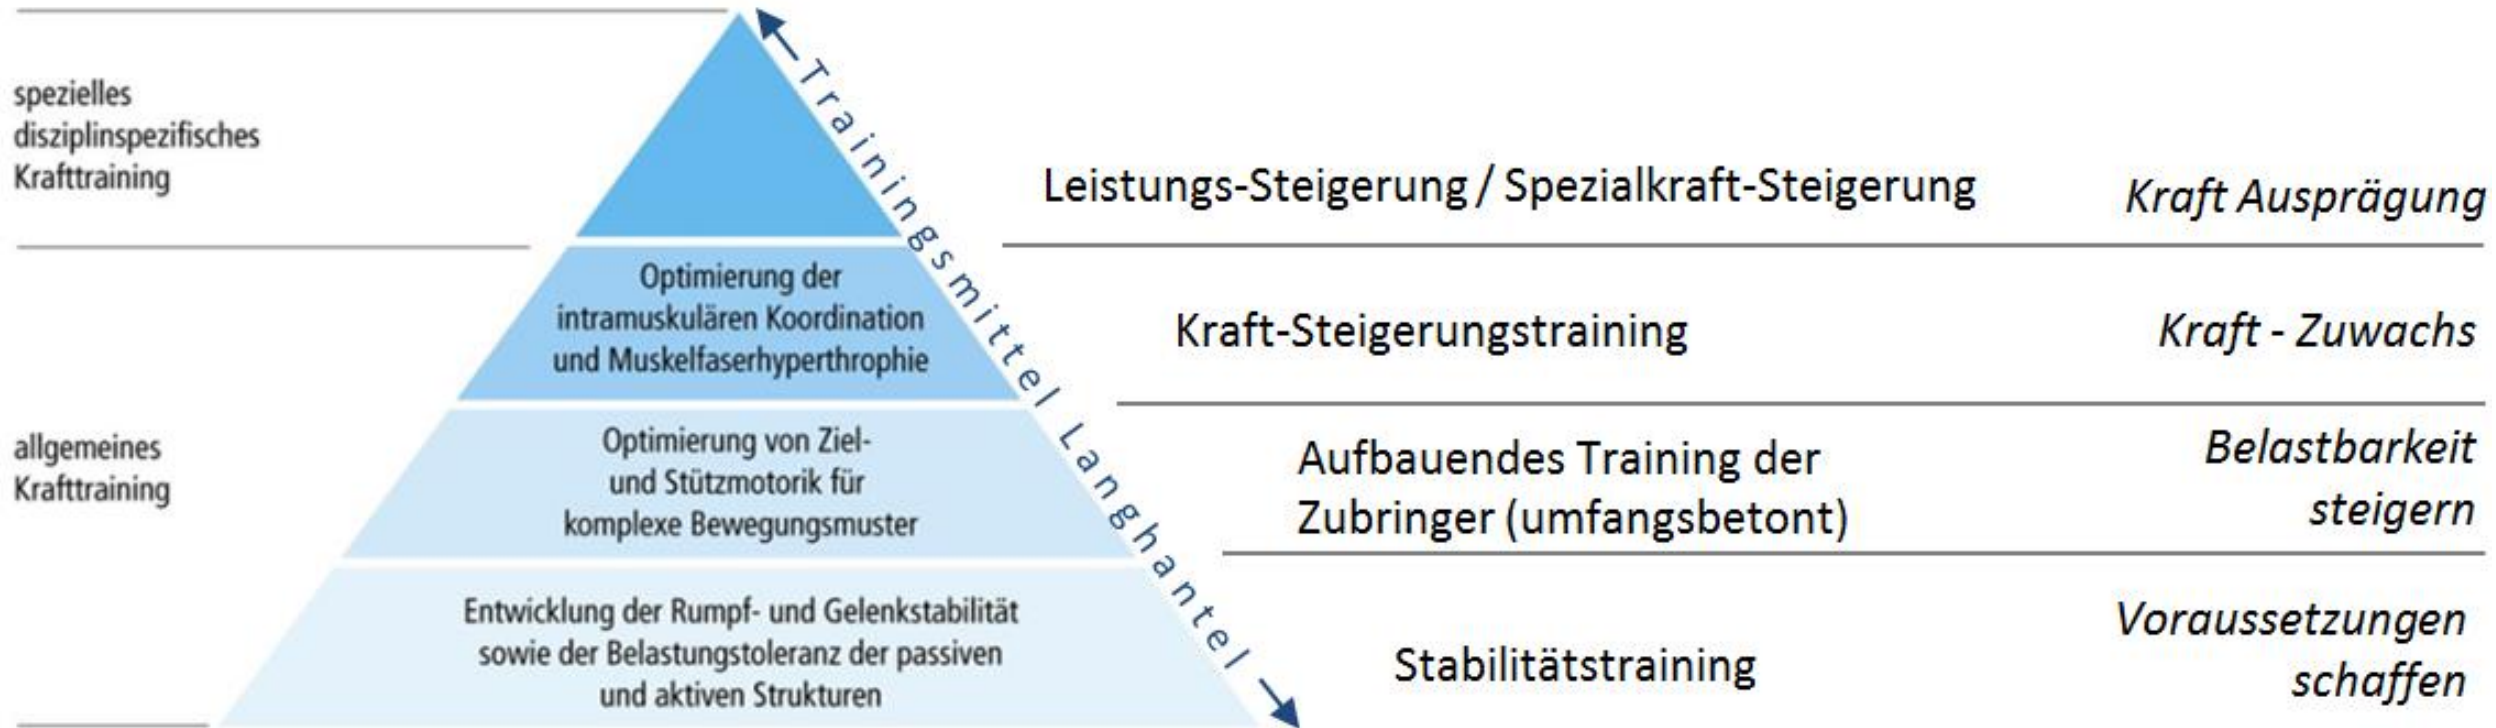 spezielles
disziplinspezifisches
Krafttraining
allgemeines
Krafttraining
Optimierung der
intramuskulären Koordination
und Muskelfaserhyperthrophie
Optimierung von Ziel-
und Stützmotorik für
komplexe Bewegungsmuster
Entwicklung der Rumpf- und Gelenkstabilität
sowie der Belastungstoleranz der passiven
und aktiven Strukturen
Trainingsmittel Langhantel
Leistungs-Steigerung / Spezialkraft-Steigerung
Kraft Ausprägung
Kraft-Steigerungstraining
Kraft - Zuwachs
Aufbauendes Training der
Zubringer (umfangsbetont)
Belastbarkeit
steigern
Stabilitätstraining
Voraussetzungen
schaffen